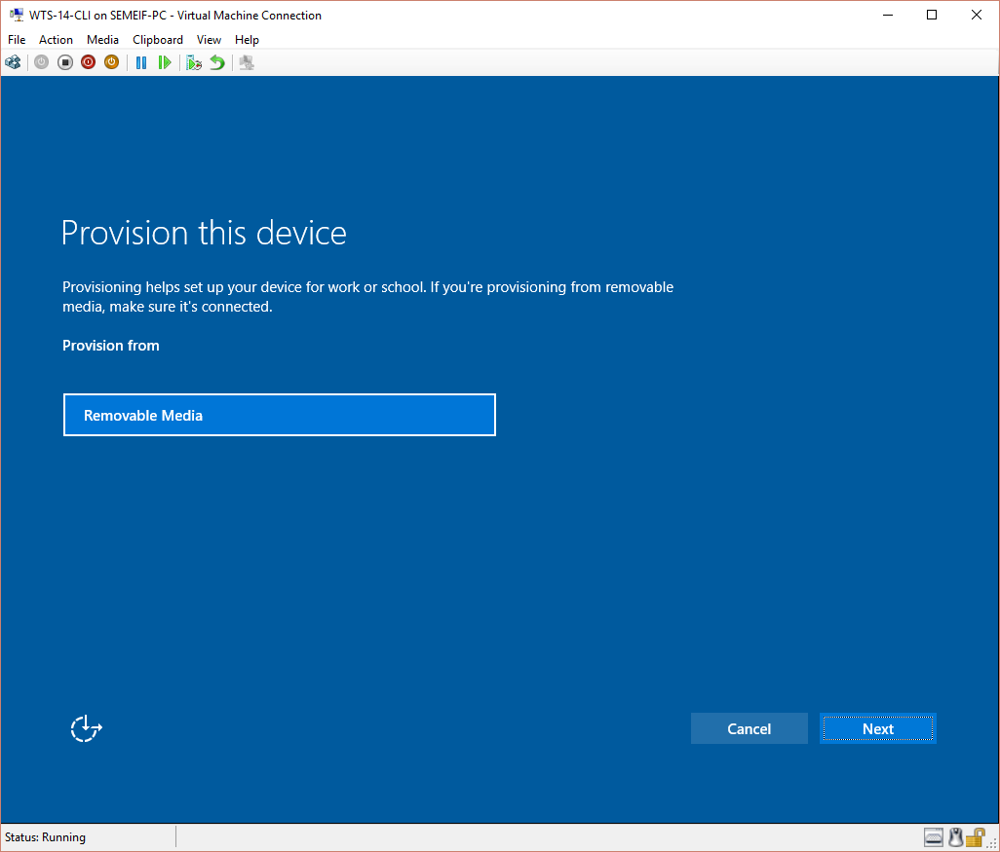 WTS-14-CLI on SEMEIF-PC - Virtual Machine Connection
File Action Media Clipboard View Help
Provision this device
Provisioning helps set up your device for work or school. If you're provisioning from removable
media, make sure it's connected.
Provision from
Removable Media
Cancel Next
Status: Running